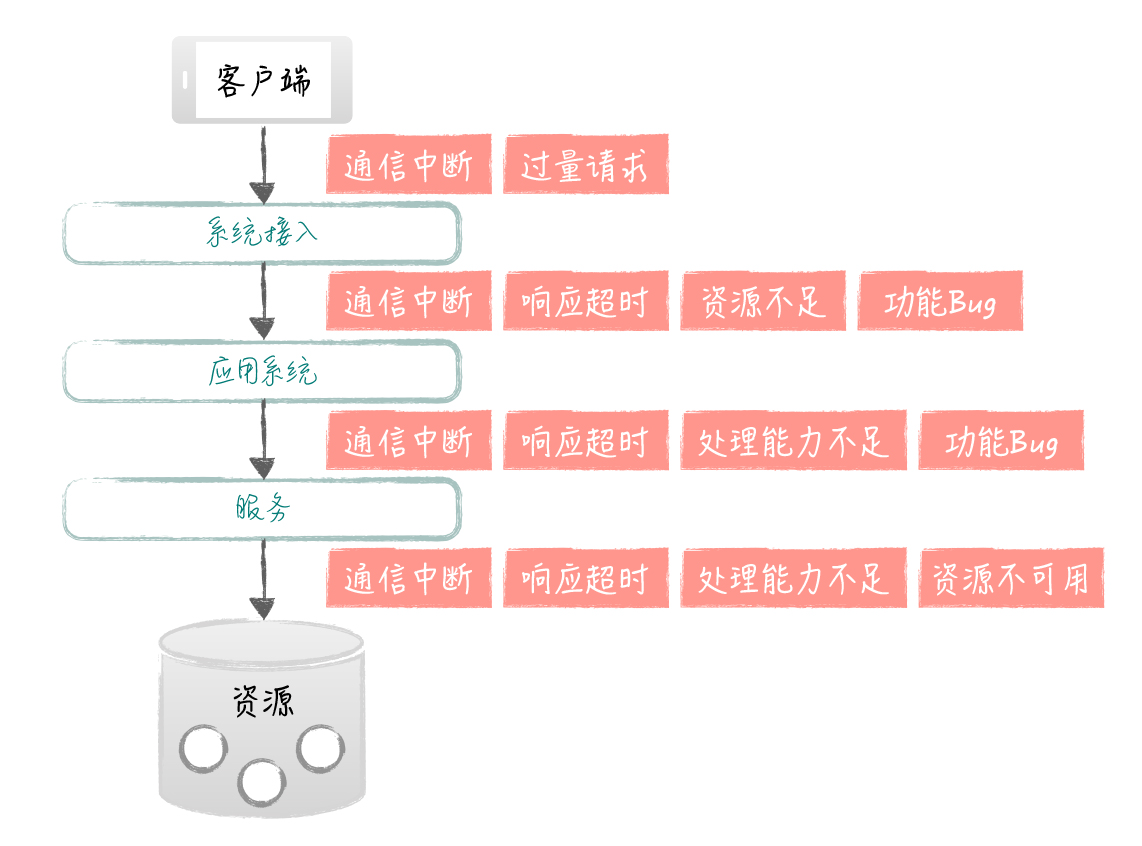 客户端
通信中断 过量请求
系统接入
通信中断 响应超时 资源不足 功能Bug
应用系统
通信中断 响应超时 处理能力不足 功能Bug
服务
通信中断 响应超时 处理能力不足 资源不可用
资源